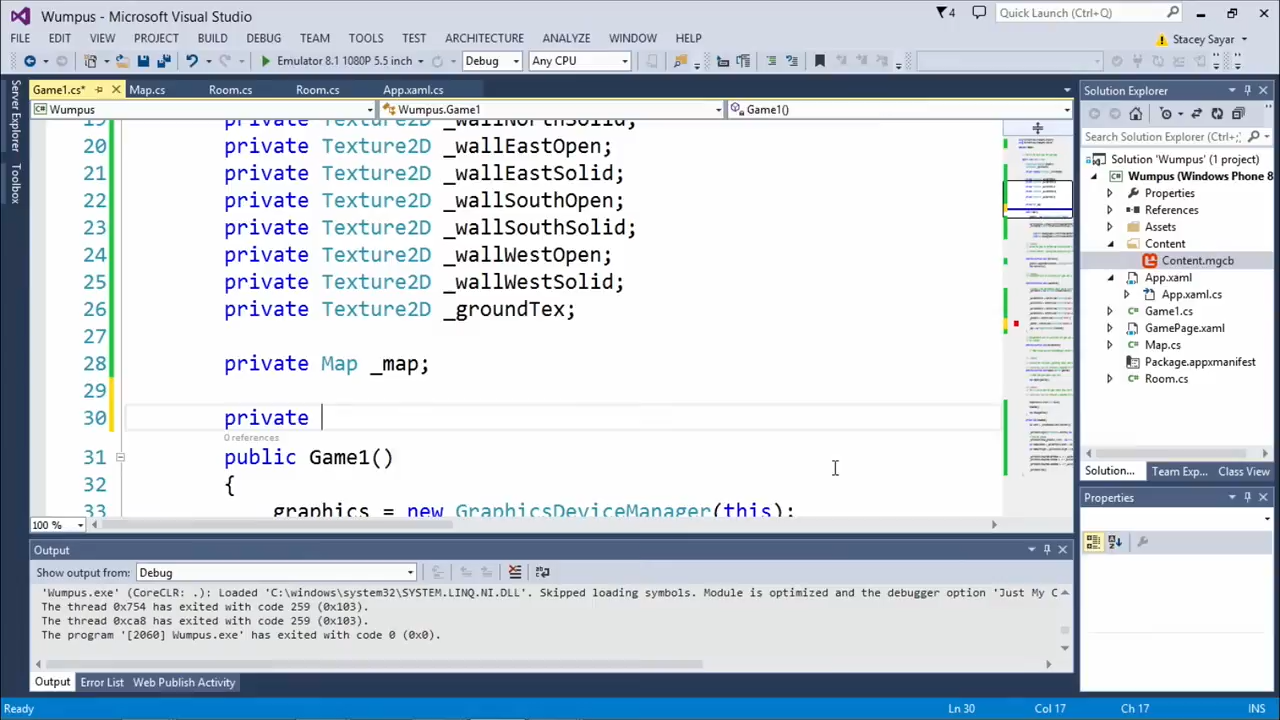 Wumpus - Microsoft Visual Studio
4
Quick Launch (Ctrl+Q)
FILE EDIT VIEW PROJECT BUILD DEBUG TEAM TOOLS TEST ARCHITECTURE ANALYZE WINDOW HELP
Stacey Sayar
Emulator 8.1 1080P 5.5 inch Debug Any CPU
Server Explorer
Toolbox
Game1.cs* Map.cs Room.cs Room.cs App.xaml.cs
Wumpus Wumpus.Game1 Game1()
19 private Texture2D _wallNorthSolid;
20 private Texture2D _wallEastOpen;
21 private Texture2D _wallEastSolid;
22 private Texture2D _wallSouthOpen;
23 private Texture2D _wallSouthSolid;
24 private Texture2D _wallWestOpen;
25 private Texture2D _wallWestSolid;
26 private Texture2D _groundTex;
27
28 private Map _map;
29
30 private
0 references
31 public Game1()
32 {
33 graphics = new GraphicsDeviceManager(this);
100 %
Output
Show output from: Debug
'Wumpus.exe' (CoreCLR: .): Loaded 'C:\windows\system32\SYSTEM.LINQ.NI.DLL'. Skipped loading symbols. Module is optimized and the debugger option 'Just My C
The thread 0x754 has exited with code 259 (0x103).
The thread 0xca8 has exited with code 259 (0x103).
The program '[2060] Wumpus.exe' has exited with code 0 (0x0).
Output Error List Web Publish Activity
Solution Explorer
Search Solution Explorer (Ctrl+;)
Solution 'Wumpus' (1 project)
Wumpus (Windows Phone 8
Properties
References
Assets
Content
Content.mgcb
App.xaml
App.xaml.cs
Game1.cs
GamePage.xaml
Map.cs
Package.appxmanifest
Room.cs
Solution... Team Exp... Class View
Properties
Ready Ln 30 Col 17 Ch 17 INS